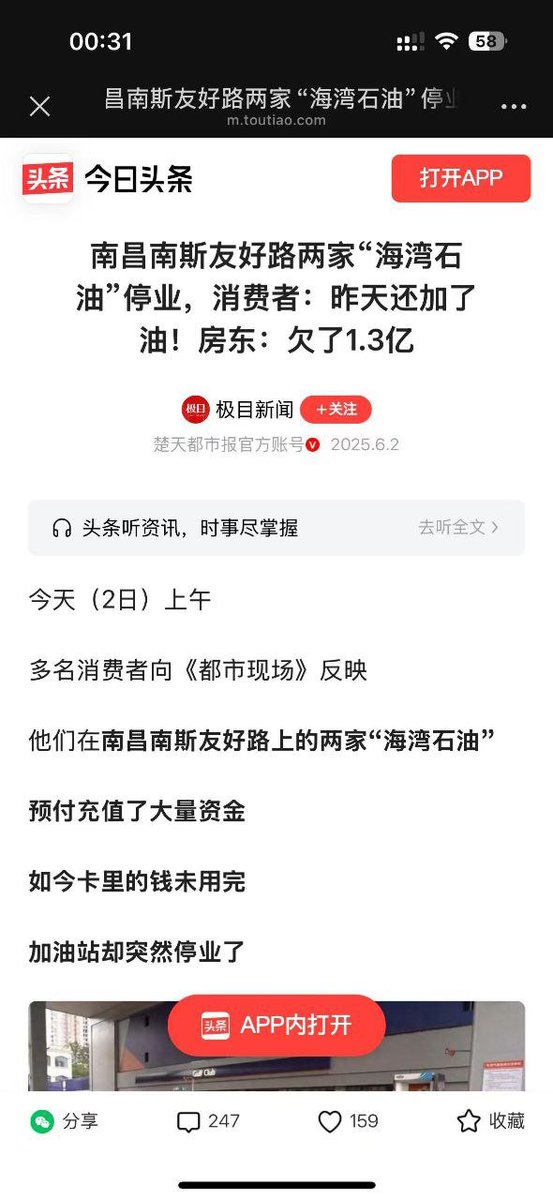 00:31
58
昌南斯友好路两家“海湾石油”停
m.toutiao.com
头条 今日头条
打开APP
南昌南斯友好路两家“海湾石
油”停业，消费者：昨天还加了
油！房东：欠了1.3亿
极目 极目新闻 +关注
楚天都市报官方账号 2025.6.2
头条听资讯，时事尽掌握 去听全文
今天（2日）上午
多名消费者向《都市现场》反映
他们在南昌南斯友好路上的两家“海湾石油”
预付充值了大量资金
如今卡里的钱未用完
加油站却突然停业了
头条 APP内打开
Gulf Club
分享 247 159 收藏